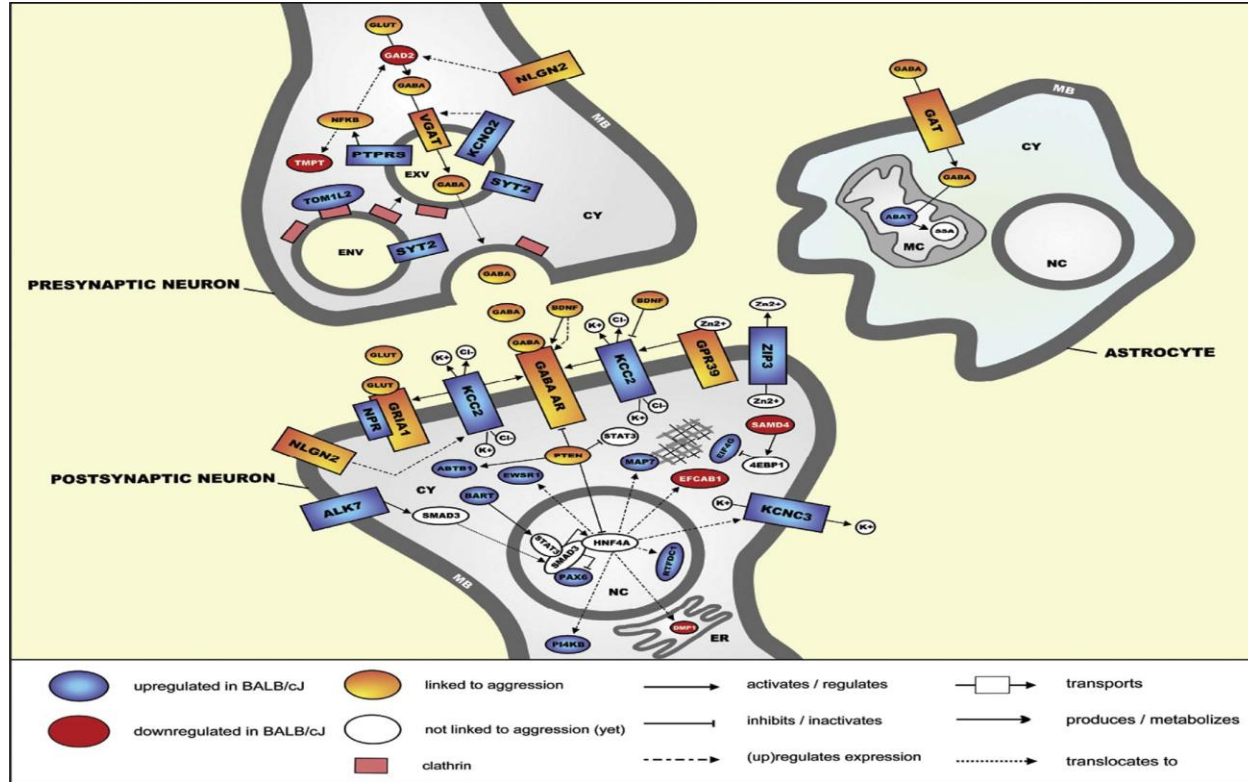 GLUT
GAD2
NLGN2
GABA
MB
NFKB
VGAT
KCNQ2
TMPT
PTPRS
EXV
GABA
SYT2
TOM1L2
CY
ENV
SYT2
PRESYNAPTIC NEURON
GABA
GABA
MB
GAT
CY
GABA
ABAT
SSA
MC
NC
ASTROCYTE
GABA
BDNF
BDNF
Zn2+
Zn2+
K+
Cl-
GLUT
GABA
K+
Cl-
GLUT
NPR
GRIA1
KCC2
GABA AR
KCC2
GPR39
ZIP3
K+
Cl-
Zn2+
K+
Cl-
STAT3
SAMD4
NLGN2
PTEN
EIF4G
4EBP1
ABTB1
EWSR1
MAP7
EFCAB1
POSTSYNAPTIC NEURON
CY
BART
ALK7
SMAD3
K+
KCNC3
K+
STAT3
SMAD3
HNF4A
PAX6
RTFDC1
NC
MB
DMP1
ER
PI4KB
upregulated in BALB/cJ
linked to aggression
activates / regulates
transports
downregulated in BALB/cJ
not linked to aggression (yet)
inhibits / inactivates
produces / metabolizes
clathrin
(up)regulates expression
translocates to